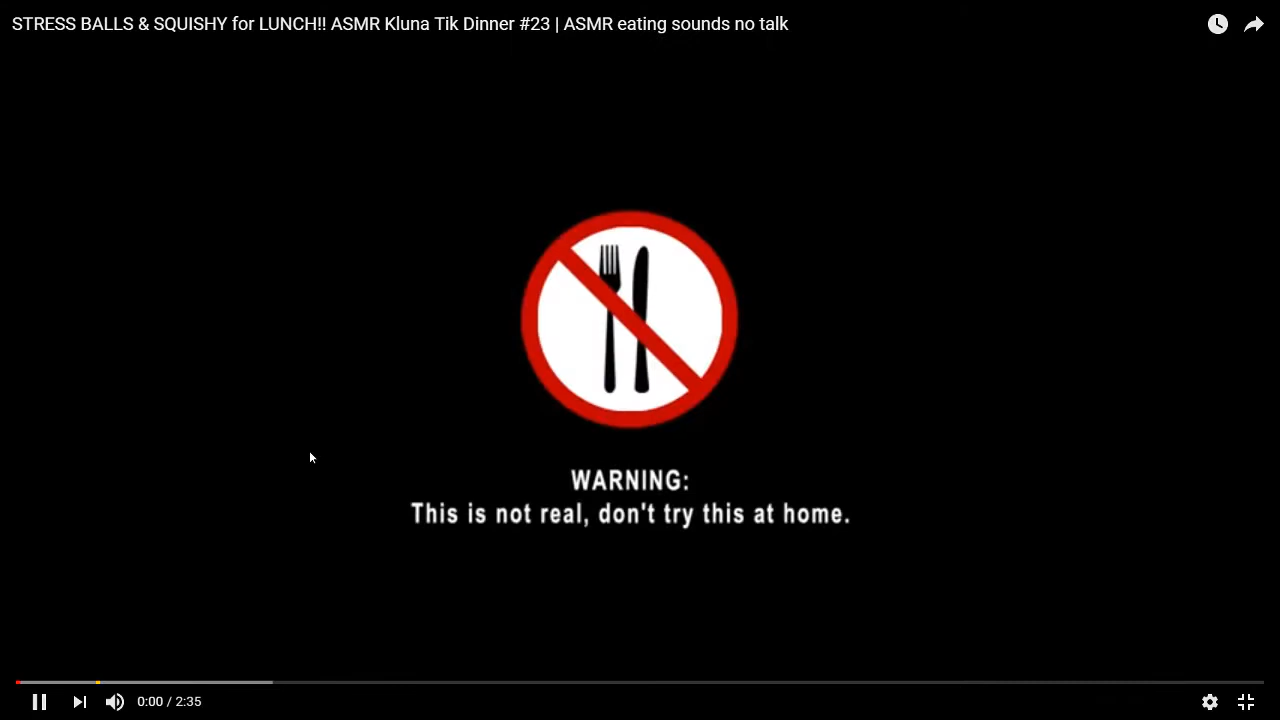 STRESS BALLS & SQUISHY for LUNCH!! ASMR Kluna Tik Dinner #23 | ASMR eating sounds no talk
WARNING:
This is not real, don't try this at home.
0:00 / 2:35